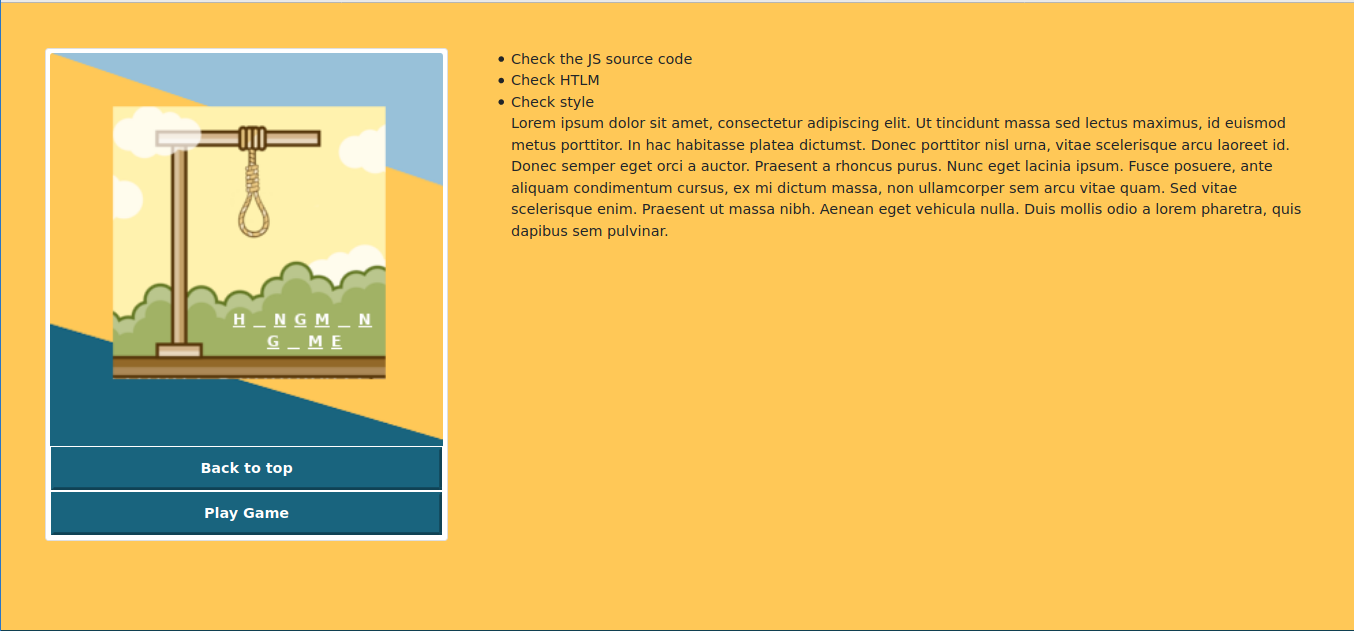 H _ N G M _ N
G _ M E
Back to top
Play Game
Check the JS source code
Check HTLM
Check style
Lorem ipsum dolor sit amet, consectetur adipiscing elit. Ut tincidunt massa sed lectus maximus, id euismod
metus porttitor. In hac habitasse platea dictumst. Donec porttitor nisl urna, vitae scelerisque arcu laoreet id.
Donec semper eget orci a auctor. Praesent a rhoncus purus. Nunc eget lacinia ipsum. Fusce posuere, ante
aliquam condimentum cursus, ex mi dictum massa, non ullamcorper sem arcu vitae quam. Sed vitae
scelerisque enim. Praesent ut massa nibh. Aenean eget vehicula nulla. Duis mollis odio a lorem pharetra, quis
dapibus sem pulvinar.